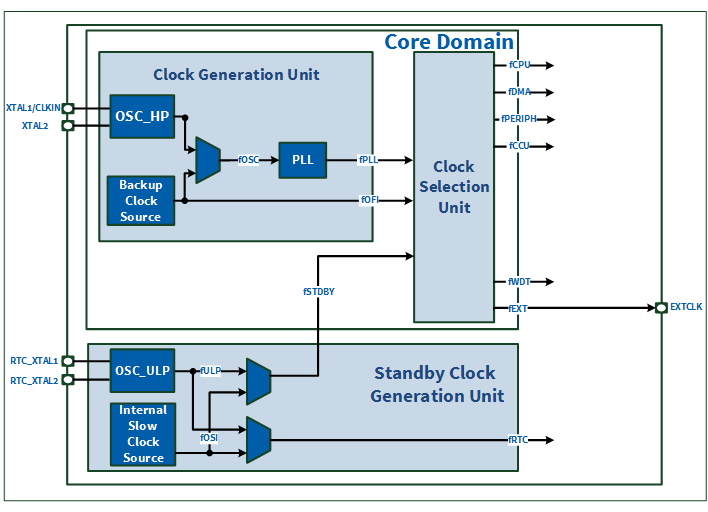 Core Domain
Clock Generation Unit
XTAL1/CLKIN
XTAL2
OSC_HP
Backup
Clock
Source
fOSC
PLL
fPLL
fOFI
Clock
Selection
Unit
fCPU
fDMA
fPERIPH
fCCU
fWDT
fEXT
EXTCLK
fSTDBY
RTC_XTAL1
RTC_XTAL2
OSC_ULP
Internal
Slow
Clock
Source
fULP
fOSI
Standby Clock
Generation Unit
fRTC